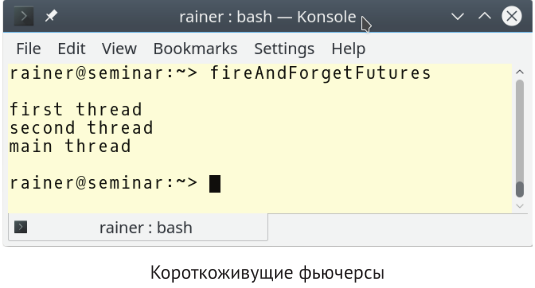 rainer : bash — Konsole
File Edit View Bookmarks Settings Help
rainer@seminar:~> fireAndForgetFutures
first thread
second thread
main thread
rainer@seminar:~>
rainer : bash
Короткоживущие фьючерсы